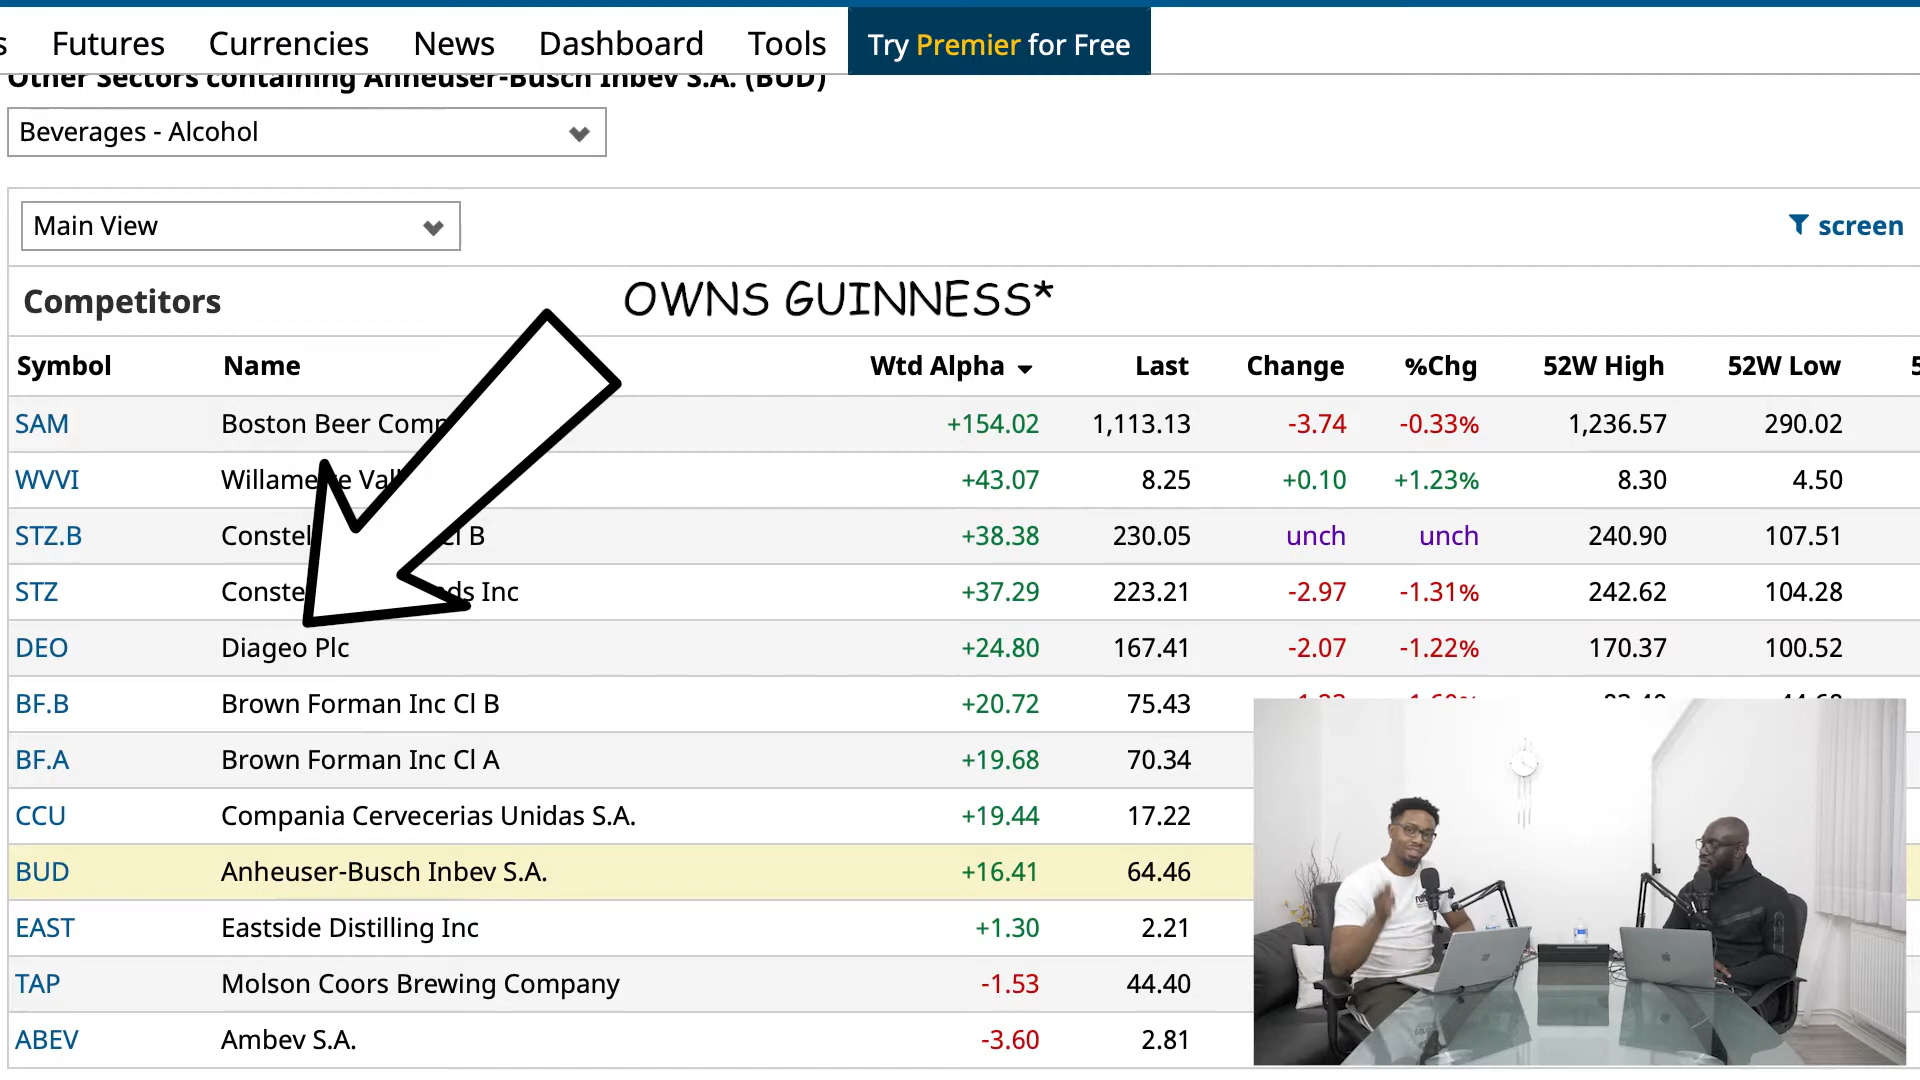 Futures Currencies News Dashboard Tools Try Premier for Free
Other Sectors containing Anheuser-Busch Inbev S.A. (BUD)
Beverages - Alcohol
Main View
screen
Competitors
OWNS GUINNESS*
Symbol Name Wtd Alpha Last Change %Chg 52W High 52W Low
SAM Boston Beer +154.02 1,113.13 -3.74 -0.33% 1,236.57 290.02
WVVI +43.07 8.25 +0.10 +1.23% 8.30 4.50
STZ.B Cl B +38.38 230.05 unch unch 240.90 107.51
STZ Inc +37.29 223.21 -2.97 -1.31% 242.62 104.28
DEO Diageo Plc +24.80 167.41 -2.07 -1.22% 170.37 100.52
BF.B Brown Forman Inc Cl B +20.72 75.43
BF.A Brown Forman Inc Cl A +19.68 70.34
CCU Compania Cervecerias Unidas S.A. +19.44 17.22
BUD Anheuser-Busch Inbev S.A. +16.41 64.46
EAST Eastside Distilling Inc +1.30 2.21
TAP Molson Coors Brewing Company -1.53 44.40
ABEV Ambev S.A. -3.60 2.81